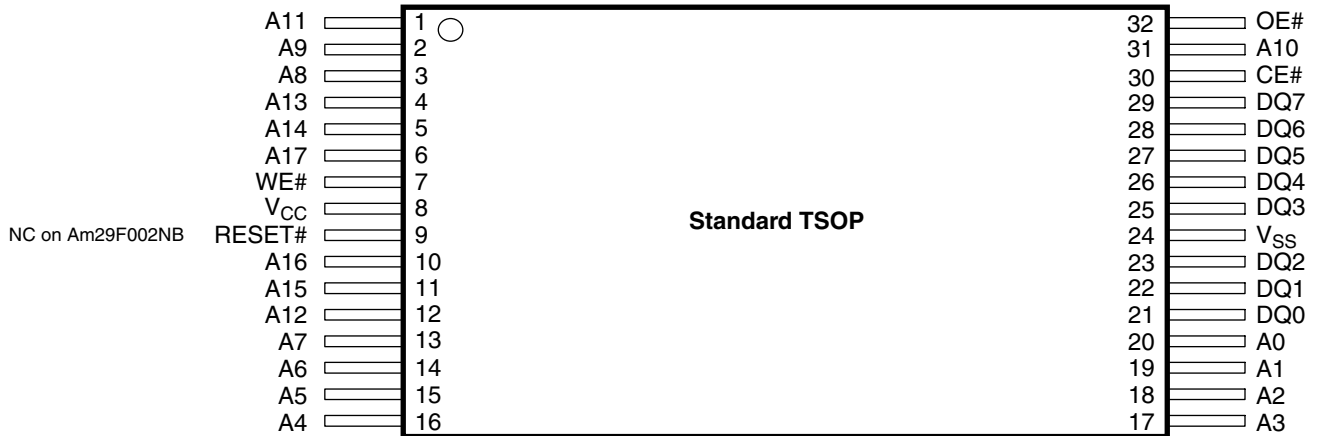 A11 1 32 OE#
A9 2 31 A10
A8 3 30 CE#
A13 4 29 DQ7
A14 5 28 DQ6
A17 6 27 DQ5
WE# 7 26 DQ4
VCC 8 25 DQ3
Standard TSOP
NC on Am29F002NB RESET# 9 24 VSS
A16 10 23 DQ2
A15 11 22 DQ1
A12 12 21 DQ0
A7 13 20 A0
A6 14 19 A1
A5 15 18 A2
A4 16 17 A3